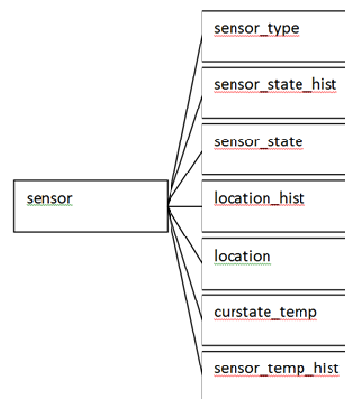 sensor_type
sensor_state_hist
sensor_state
sensor
location_hist
location
curstate_temp
sensor_temp_hist